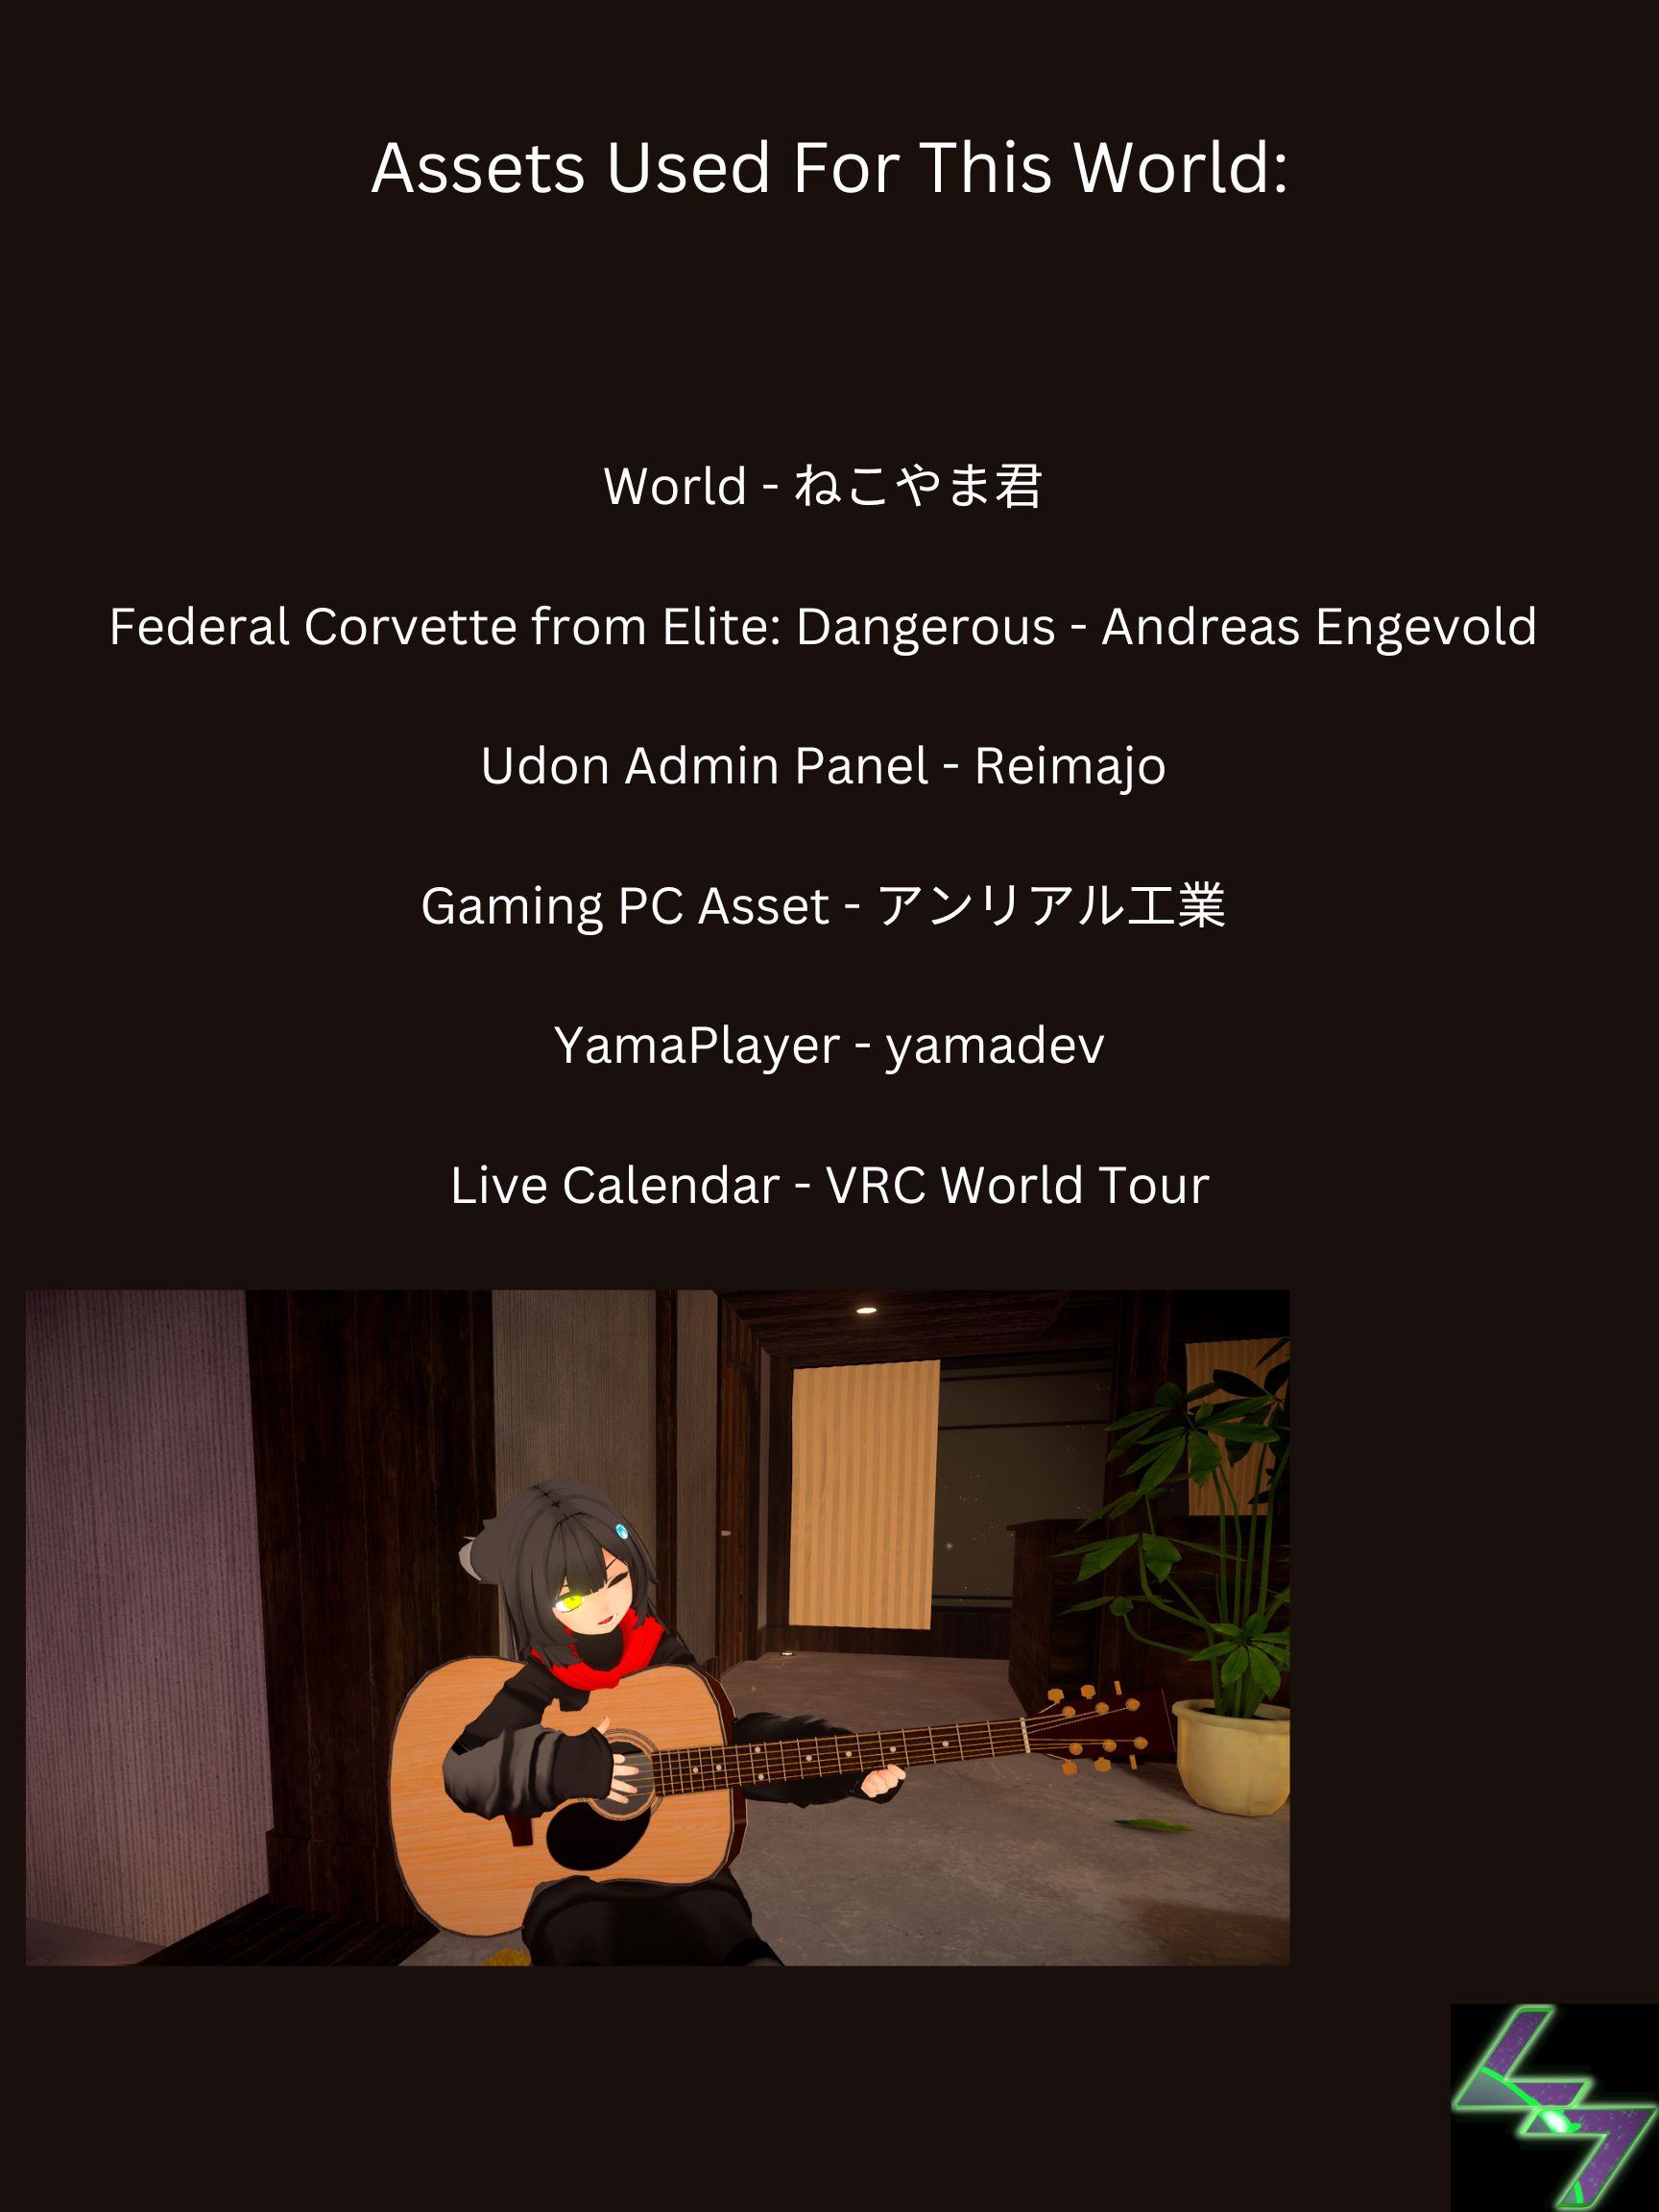 Assets Used For This World:
World - ねこやま君
Federal Corvette from Elite: Dangerous - Andreas Engevold
Udon Admin Panel - Reimajo
Gaming PC Asset - アンリアル工業
YamaPlayer - yamadev
Live Calendar - VRC World Tour